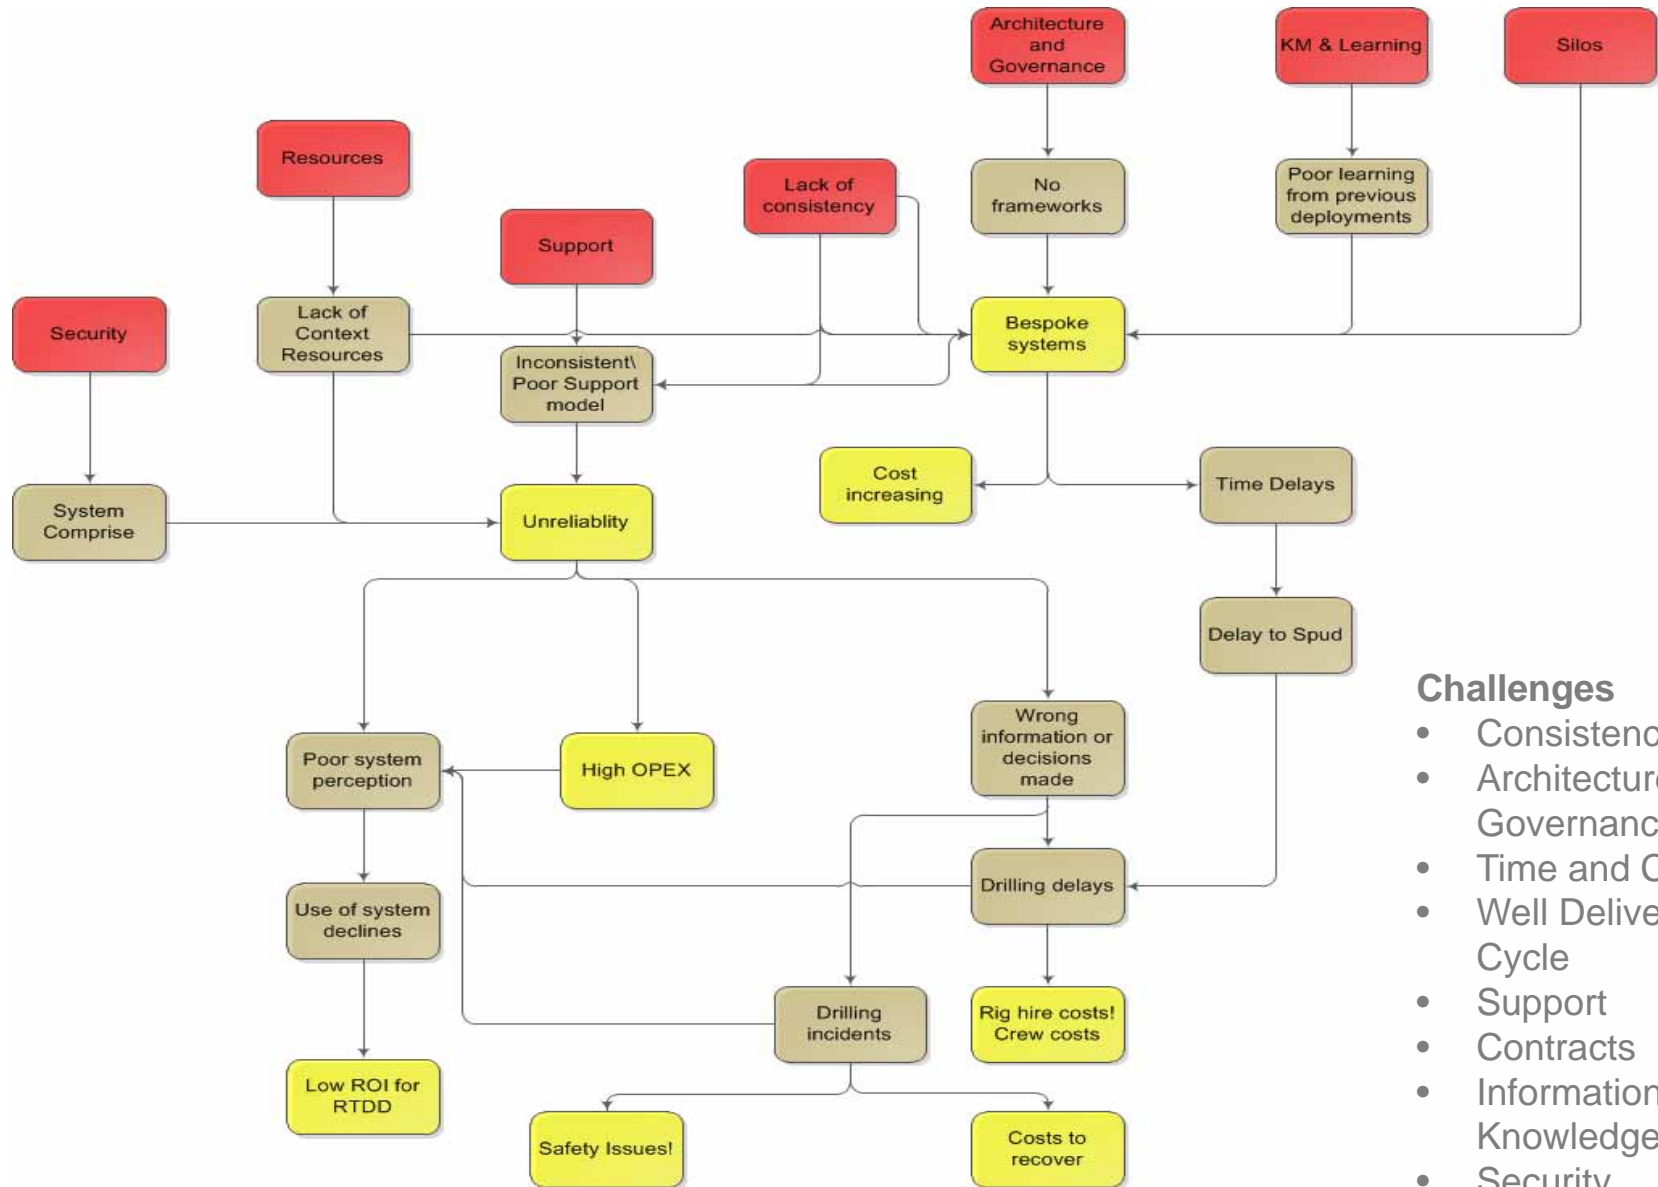 Architecture
and
Governance
KM & Learning
Silos
Resources
Lack of
consistency
No
frameworks
Poor learning
from previous
deployments
Support
Security
Lack of
Context
Resources
Bespoke
systems
Inconsistent\
Poor Support
model
Cost
increasing
Time Delays
System
Comprise
Unreliablity
Delay to Spud
Poor system
perception
High OPEX
Wrong
information or
decisions
made
Drilling delays
Use of system
declines
Drilling
incidents
Rig hire costs!
Crew costs
Low ROI for
RTDD
Safety Issues!
Costs to
recover
Challenges
• Consistenc
• Architecture
Governanc
• Time and C
• Well Delive
Cycle
• Support
• Contracts
• Information
Knowledge
• Security